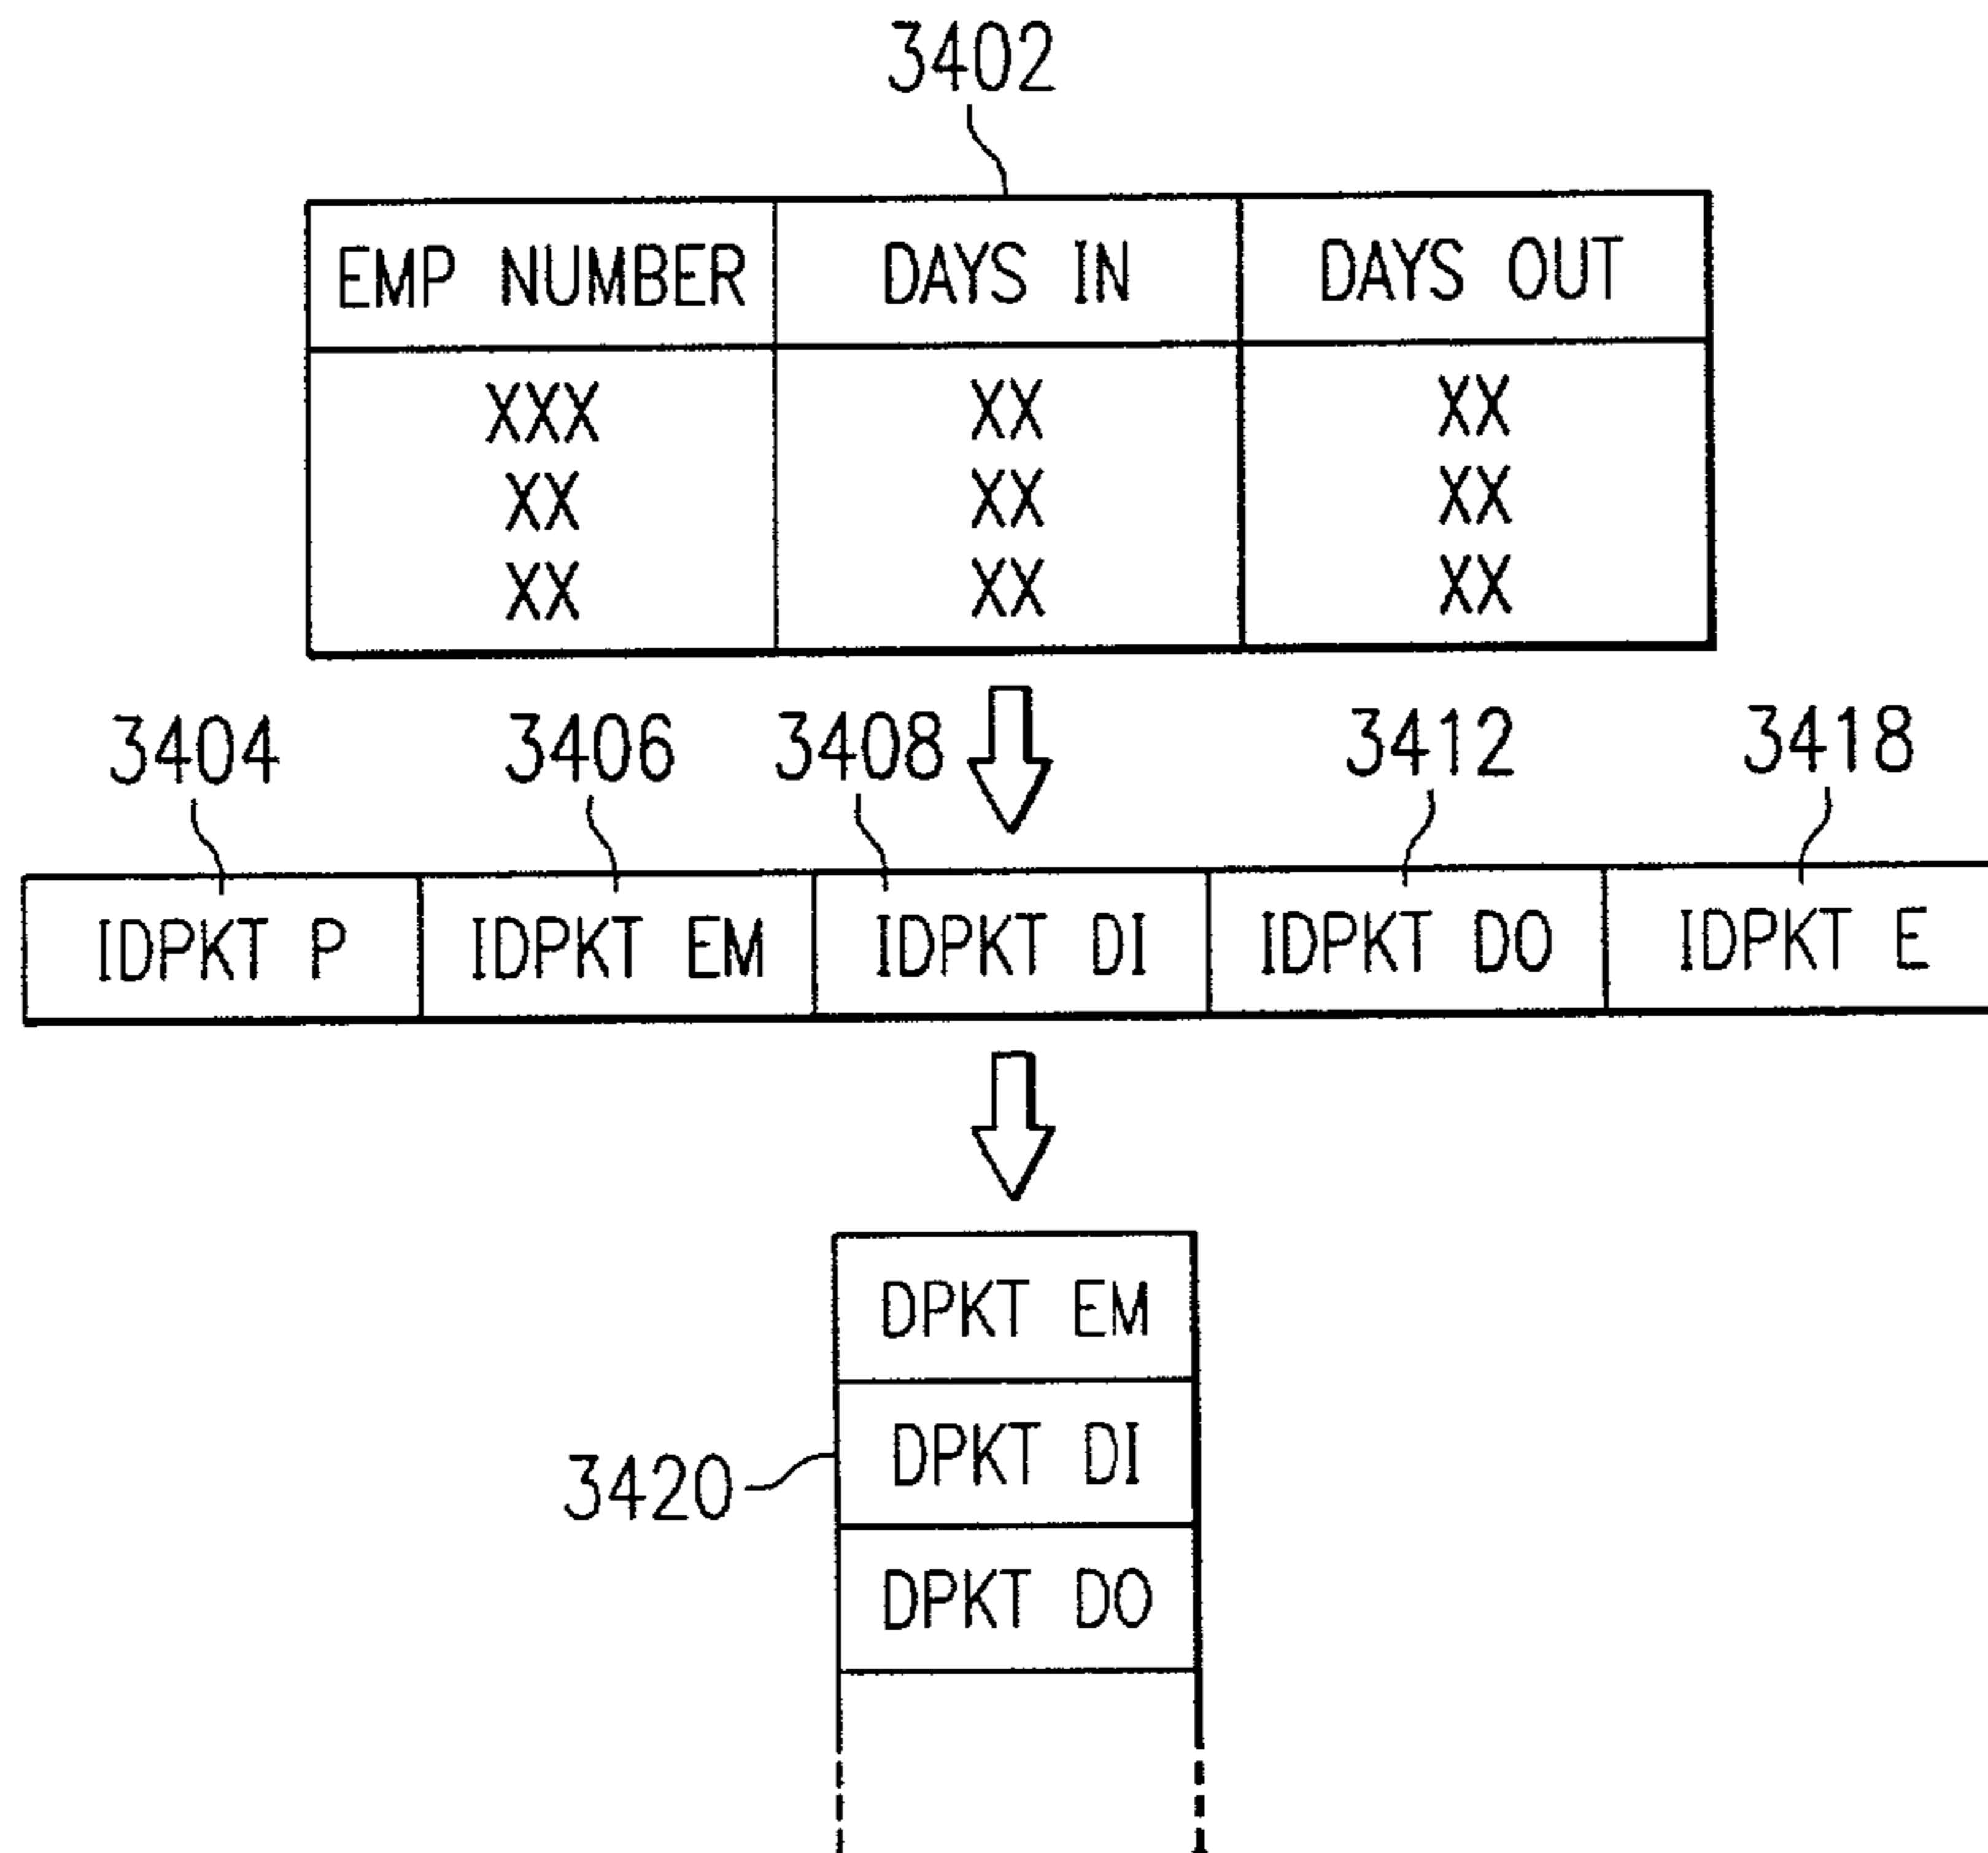 3402
EMP NUMBER DAYS IN DAYS OUT
XXX XX XX
XX XX XX
XX XX XX
3404 3406 3408 3412 3418
IDPKT P IDPKT EM IDPKT DI IDPKT DO IDPKT E
DPKT EM
DPKT DI
3420
DPKT DO